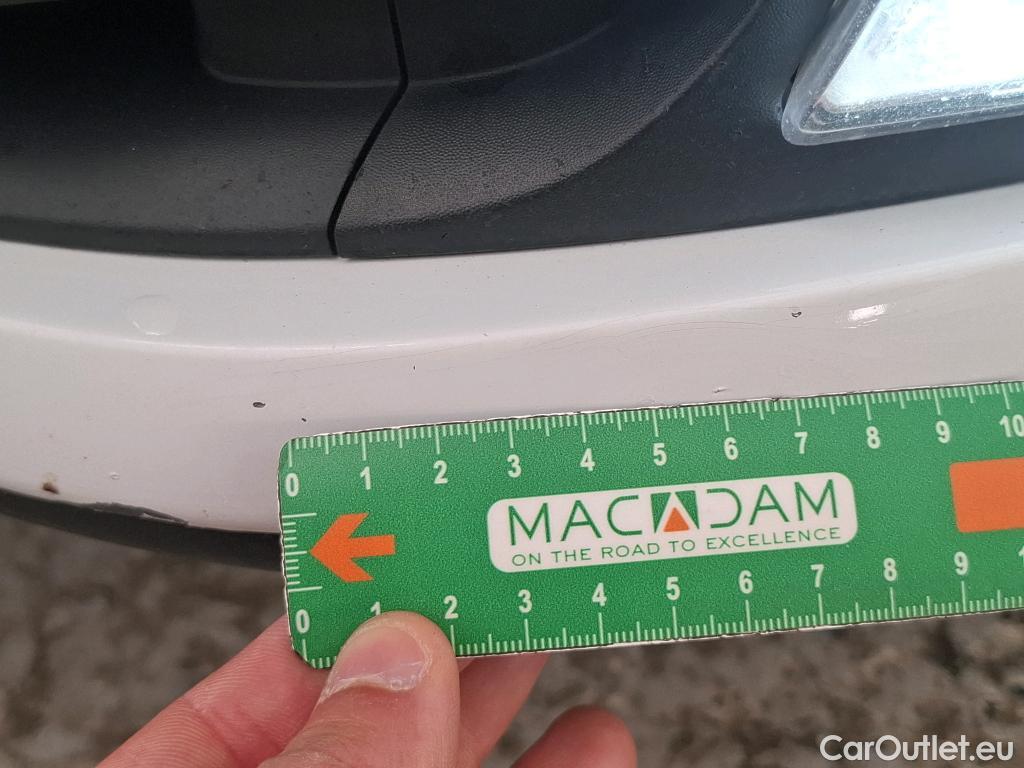 0 1 2 3 4 5 6 7 8 9 10
MACADAM
ON THE ROAD TO EXCELLENCE
0 1 2 3 4 5 6 7 8 9
CarOutlet.eu